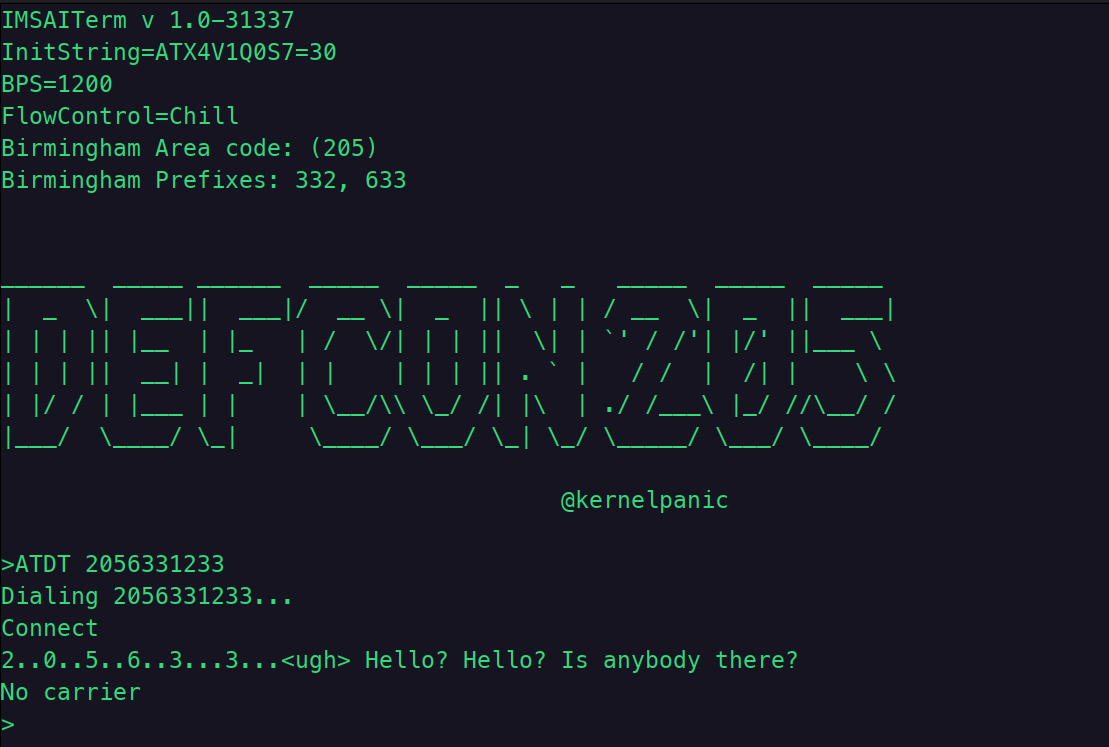 IMSAITerm v 1.0-31337
InitString=ATX4V1Q0S7=30
BPS=1200
FlowControl=Chill
Birmingham Area code: (205)
Birmingham Prefixes: 332, 633
DEFCON205
@kernelpanic
>ATDT 2056331233
Dialing 2056331233...
Connect
2..0..5..6..3...3...<ugh> Hello? Hello? Is anybody there?
No carrier
>